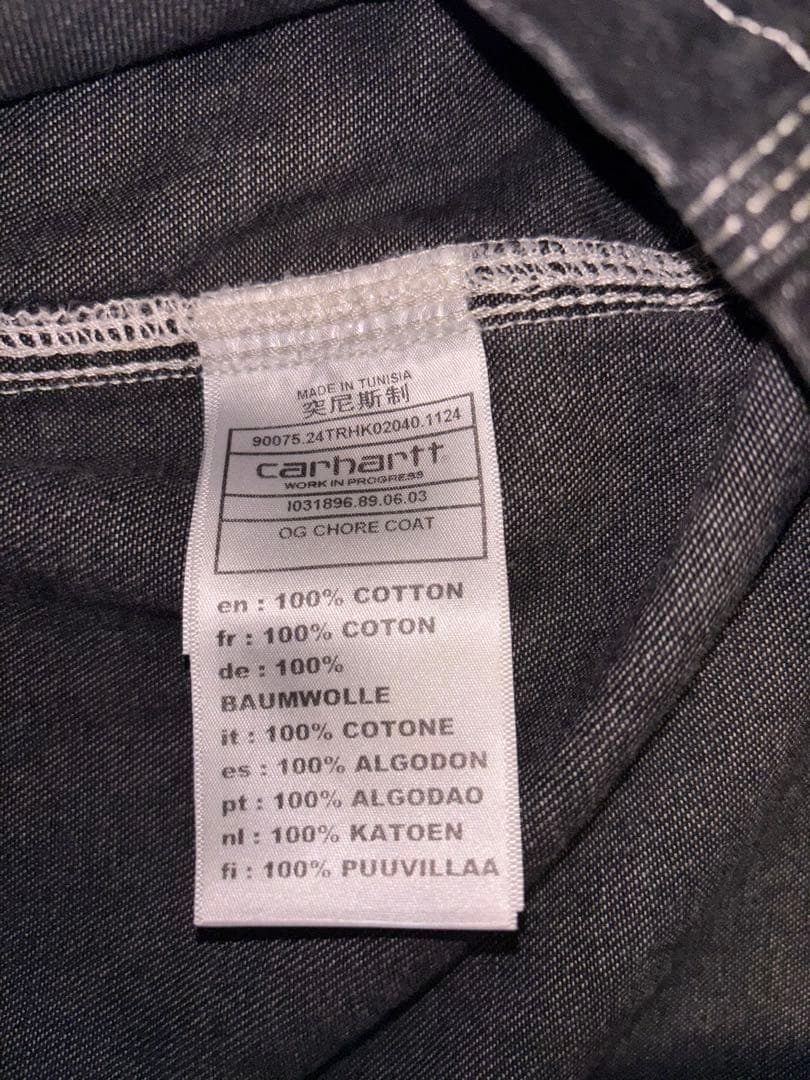 MADE IN TUNISIA
突尼斯制
90075.24TRHK02040.1124
carhartt
WORK IN PROGRESS
I031896.89.06.03
OG CHORE COAT
en : 100% COTTON
fr : 100% COTON
de : 100%
BAUMWOLLE
it : 100% COTONE
es : 100% ALGODON
pt : 100% ALGODAO
nl : 100% KATOEN
fi : 100% PUUVILLAA